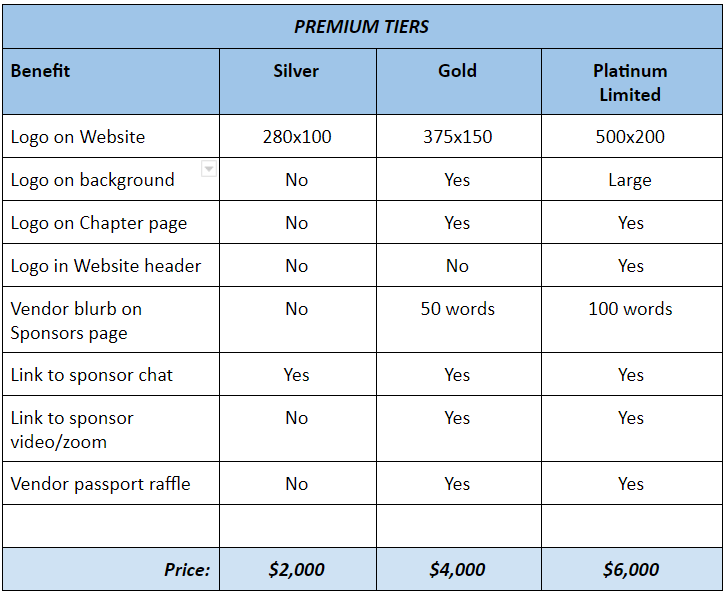 PREMIUM TIERS
Benefit Silver Gold Platinum
Limited
Logo on Website 280x100 375x150 500x200
Logo on background No Yes Large
Logo on Chapter page No Yes Yes
Logo in Website header No No Yes
Vendor blurb on No 50 words 100 words
Sponsors page
Link to sponsor chat Yes Yes Yes
Link to sponsor No Yes Yes
video/zoom
Vendor passport raffle No Yes Yes
Price: $2,000 $4,000 $6,000